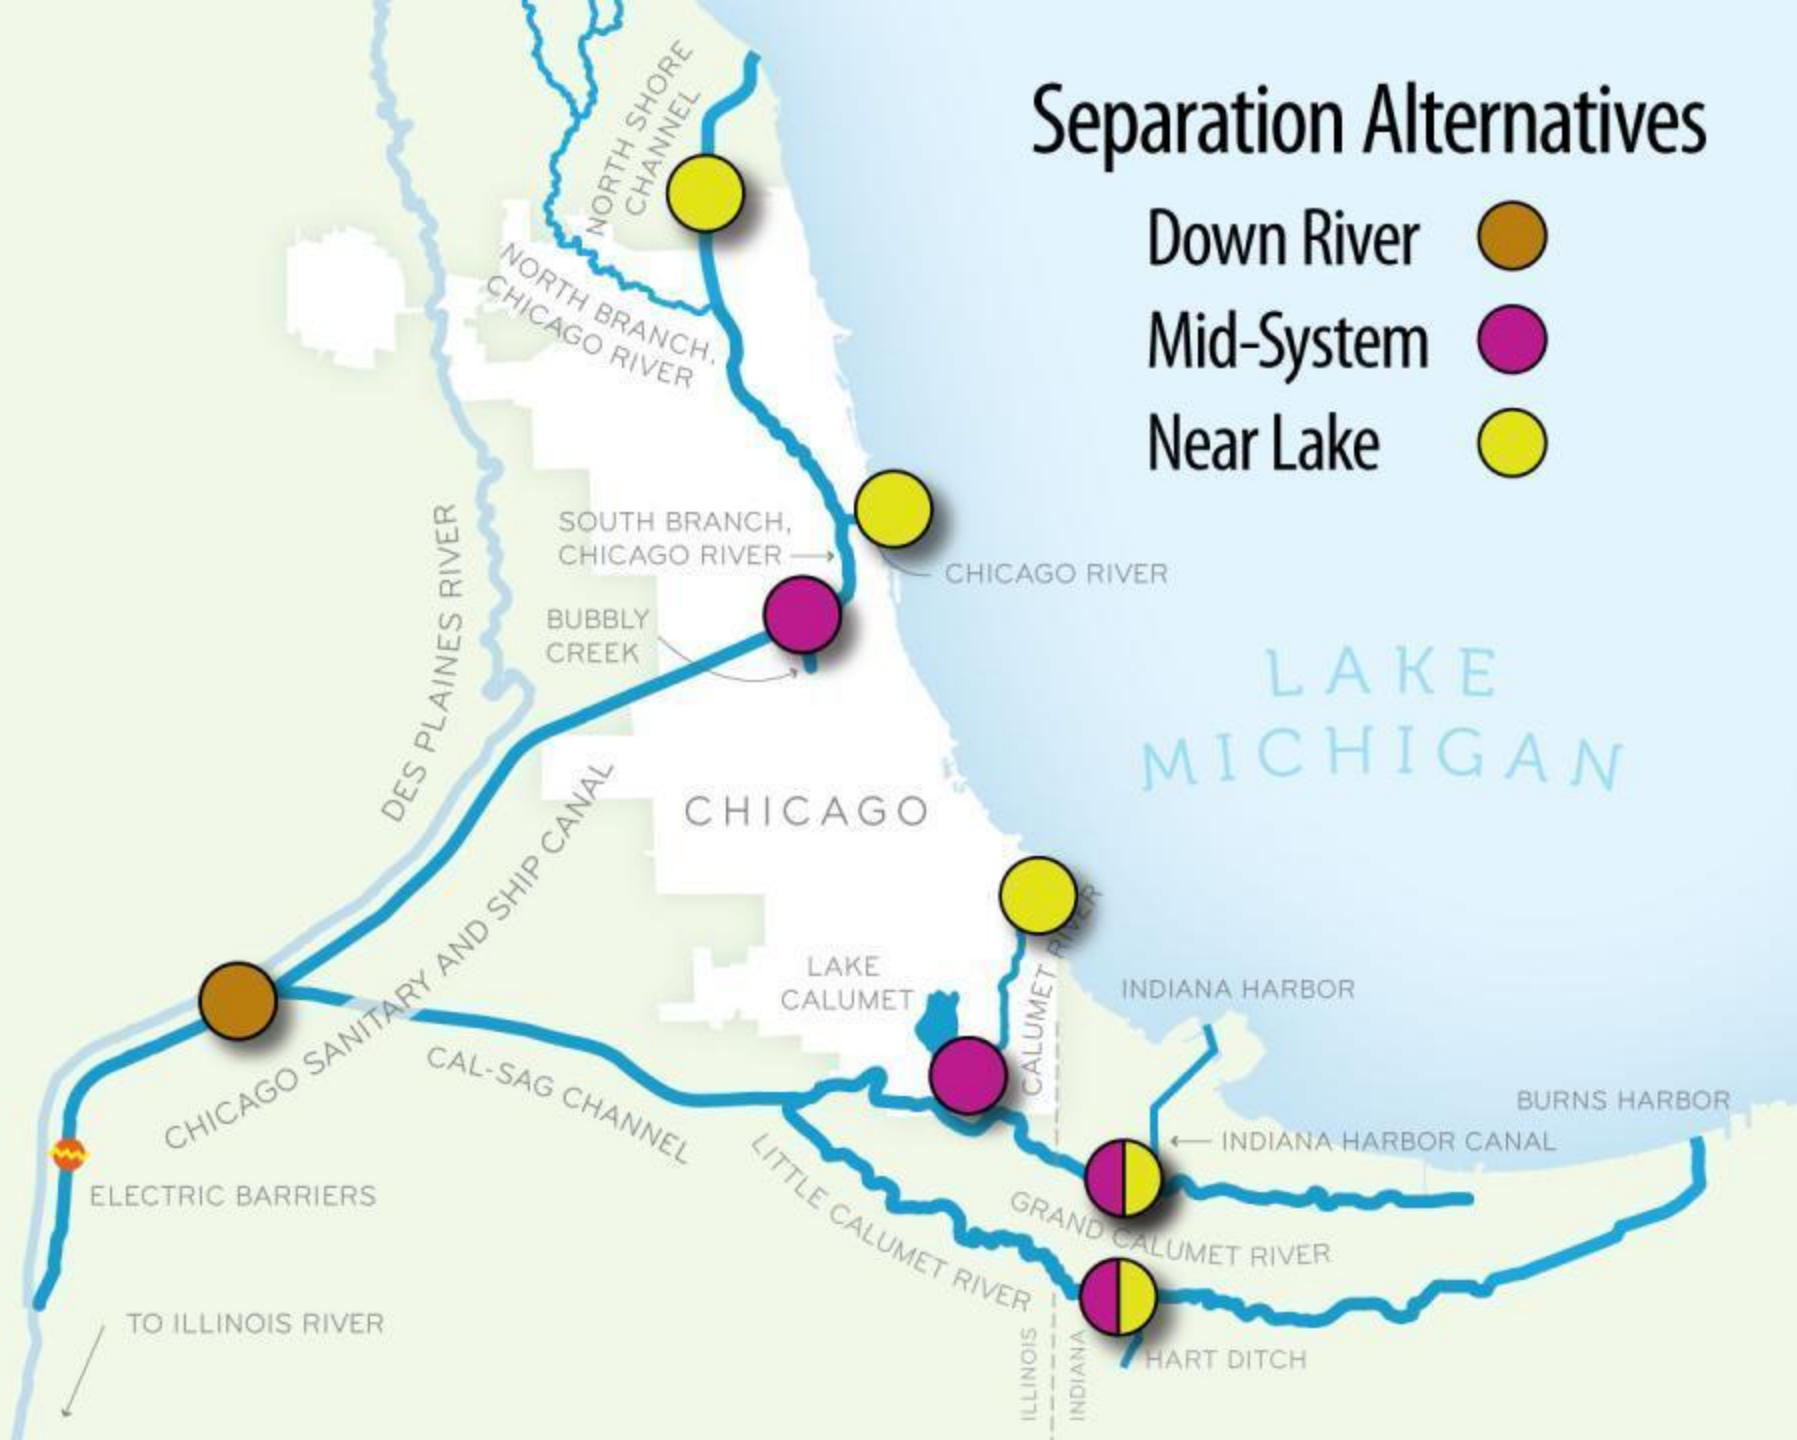 Separation Alternatives
Down River
Mid-System
Near Lake
NORTH SHORE
CHANNEL
NORTH BRANCH,
CHICAGO RIVER
SOUTH BRANCH,
CHICAGO RIVER
CHICAGO RIVER
BUBBLY
CREEK
DES PLAINES RIVER
LAKE
MICHIGAN
CHICAGO
CHICAGO SANITARY AND SHIP CANAL
LAKE
CALUMET
CALUMET RIVER
INDIANA HARBOR
CAL-SAG CHANNEL
BURNS HARBOR
INDIANA HARBOR CANAL
ELECTRIC BARRIERS
LITTLE CALUMET RIVER
GRAND CALUMET RIVER
TO ILLINOIS RIVER
ILLINOIS
INDIANA
HART DITCH